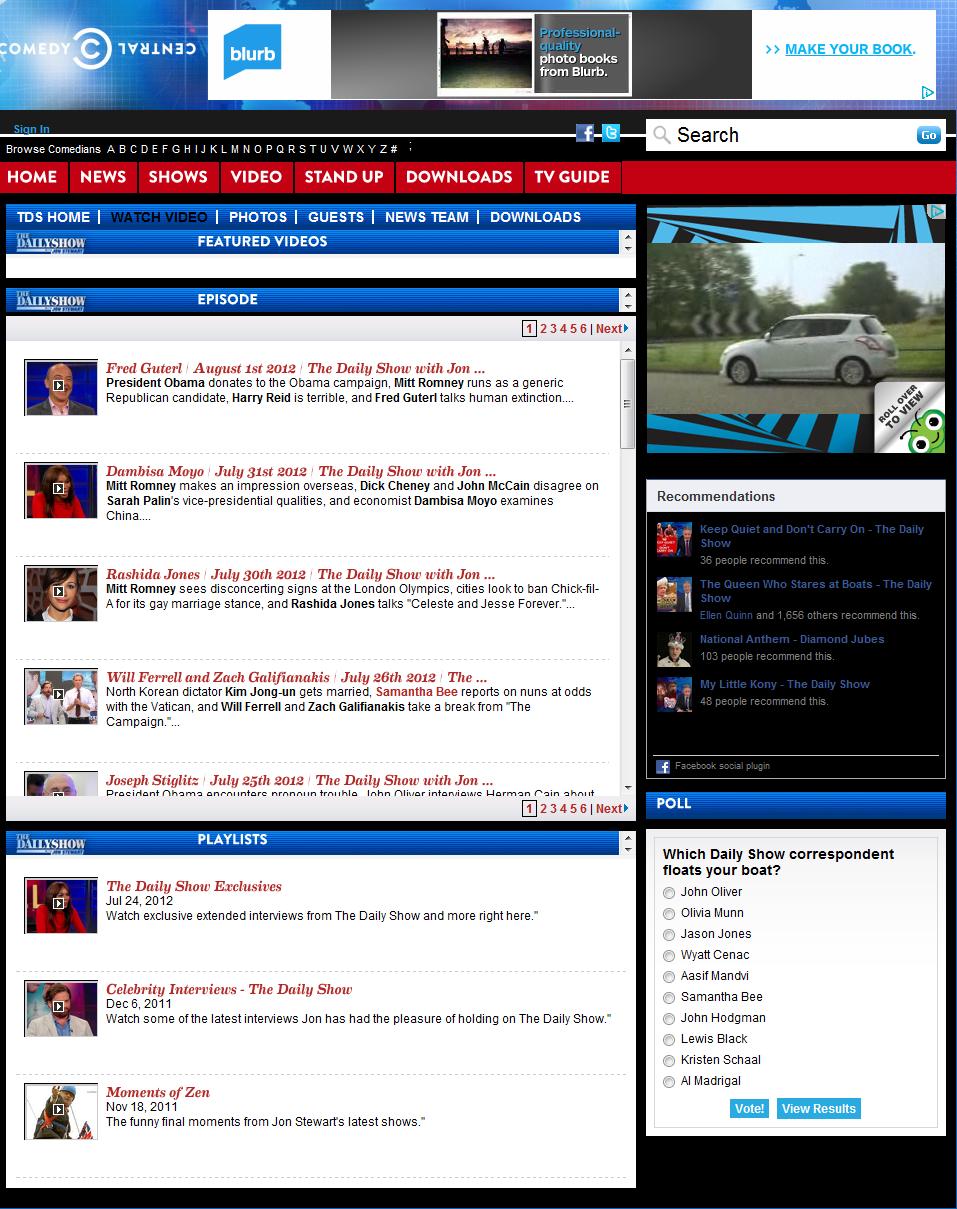 COMEDY C CENTRAL
blurb
Professional-
quality
photo books
from Blurb.
>> MAKE YOUR BOOK.
Sign In
f
t
Search
Go
Browse Comedians A B C D E F G H I J K L M N O P Q R S T U V W X Y Z # ;
HOME NEWS SHOWS VIDEO STAND UP DOWNLOADS TV GUIDE
TDS HOME | WATCH VIDEO | PHOTOS | GUESTS | NEWS TEAM | DOWNLOADS
THE DAILYSHOW FEATURED VIDEOS
THE DAILYSHOW EPISODE
1 2 3 4 5 6 | Next
Fred Guterl | August 1st 2012 | The Daily Show with Jon ...
President Obama donates to the Obama campaign, Mitt Romney runs as a generic
Republican candidate, Harry Reid is terrible, and Fred Guterl talks human extinction....
Dambisa Moyo | July 31st 2012 | The Daily Show with Jon ...
Mitt Romney makes an impression overseas, Dick Cheney and John McCain disagree on
Sarah Palin's vice-presidential qualities, and economist Dambisa Moyo examines
China....
Rashida Jones | July 30th 2012 | The Daily Show with Jon ...
Mitt Romney sees disconcerting signs at the London Olympics, cities look to ban Chick-fil-
A for its gay marriage stance, and Rashida Jones talks "Celeste and Jesse Forever."...
Will Ferrell and Zach Galifianakis | July 26th 2012 | The ...
North Korean dictator Kim Jong-un gets married, Samantha Bee reports on nuns at odds
with the Vatican, and Will Ferrell and Zach Galifianakis take a break from "The
Campaign."...
Joseph Stiglitz | July 25th 2012 | The Daily Show with Jon ...
President Obama encounters pronoun trouble, John Oliver interviews Herman Cain about
1 2 3 4 5 6 | Next
THE DAILYSHOW PLAYLISTS
The Daily Show Exclusives
Jul 24, 2012
Watch exclusive extended interviews from The Daily Show and more right here."
Celebrity Interviews - The Daily Show
Dec 6, 2011
Watch some of the latest interviews Jon has had the pleasure of holding on The Daily Show."
Moments of Zen
Nov 18, 2011
The funny final moments from Jon Stewart's latest shows."
ROLL OVER
TO VIEW
Recommendations
Keep Quiet and Don't Carry On - The Daily
Show
36 people recommend this.
The Queen Who Stares at Boats - The Daily
Show
Ellen Quinn and 1,656 others recommend this.
National Anthem - Diamond Jubes
103 people recommend this.
My Little Kony - The Daily Show
48 people recommend this.
f Facebook social plugin
POLL
Which Daily Show correspondent
floats your boat?
John Oliver
Olivia Munn
Jason Jones
Wyatt Cenac
Aasif Mandvi
Samantha Bee
John Hodgman
Lewis Black
Kristen Schaal
Al Madrigal
Vote! View Results